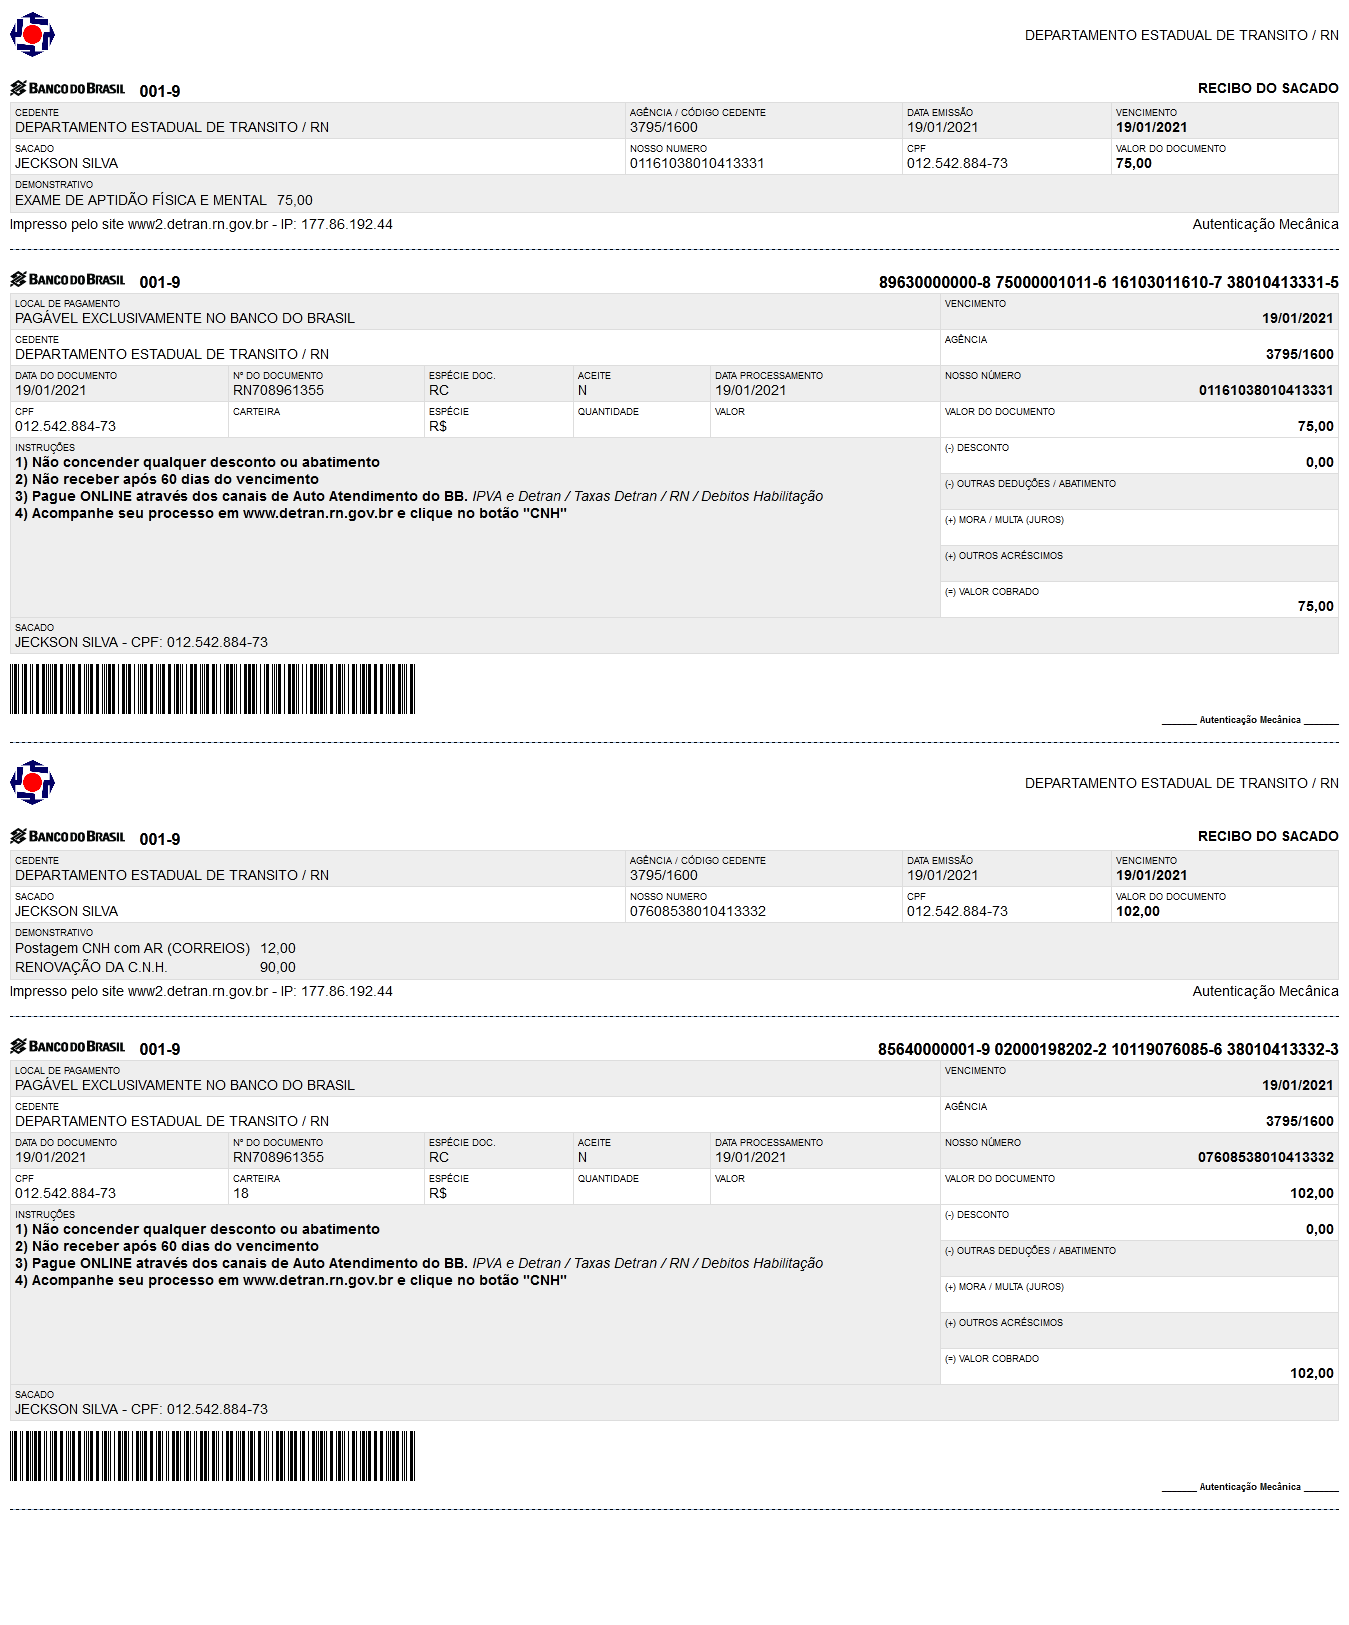 DEPARTAMENTO ESTADUAL DE TRANSITO / RN
BANCO DO BRASIL 001-9 RECIBO DO SACADO
CEDENTE AGÊNCIA / CÓDIGO CEDENTE DATA EMISSÃO VENCIMENTO
DEPARTAMENTO ESTADUAL DE TRANSITO / RN 3795/1600 19/01/2021 19/01/2021
SACADO NOSSO NUMERO CPF VALOR DO DOCUMENTO
JECKSON SILVA 01161038010413331 012.542.884-73 75,00
DEMONSTRATIVO
EXAME DE APTIDÃO FÍSICA E MENTAL 75,00
Impresso pelo site www2.detran.rn.gov.br - IP: 177.86.192.44 Autenticação Mecânica
BANCO DO BRASIL 001-9 89630000000-8 75000001011-6 16103011610-7 38010413331-5
LOCAL DE PAGAMENTO VENCIMENTO
PAGÁVEL EXCLUSIVAMENTE NO BANCO DO BRASIL 19/01/2021
CEDENTE AGÊNCIA
DEPARTAMENTO ESTADUAL DE TRANSITO / RN 3795/1600
DATA DO DOCUMENTO Nº DO DOCUMENTO ESPÉCIE DOC. ACEITE DATA PROCESSAMENTO NOSSO NÚMERO
19/01/2021 RN708961355 RC N 19/01/2021 01161038010413331
CPF CARTEIRA ESPÉCIE QUANTIDADE VALOR VALOR DO DOCUMENTO
012.542.884-73 R$ 75,00
INSTRUÇÕES (-) DESCONTO
1) Não concender qualquer desconto ou abatimento 0,00
2) Não receber após 60 dias do vencimento (-) OUTRAS DEDUÇÕES / ABATIMENTO
3) Pague ONLINE através dos canais de Auto Atendimento do BB. IPVA e Detran / Taxas Detran / RN / Debitos Habilitação
4) Acompanhe seu processo em www.detran.rn.gov.br e clique no botão "CNH" (+) MORA / MULTA (JUROS)
(+) OUTROS ACRÉSCIMOS
(=) VALOR COBRADO
75,00
SACADO
JECKSON SILVA - CPF: 012.542.884-73
Autenticação Mecânica
DEPARTAMENTO ESTADUAL DE TRANSITO / RN
BANCO DO BRASIL 001-9 RECIBO DO SACADO
CEDENTE AGÊNCIA / CÓDIGO CEDENTE DATA EMISSÃO VENCIMENTO
DEPARTAMENTO ESTADUAL DE TRANSITO / RN 3795/1600 19/01/2021 19/01/2021
SACADO NOSSO NUMERO CPF VALOR DO DOCUMENTO
JECKSON SILVA 07608538010413332 012.542.884-73 102,00
DEMONSTRATIVO
Postagem CNH com AR (CORREIOS) 12,00
RENOVAÇÃO DA C.N.H. 90,00
Impresso pelo site www2.detran.rn.gov.br - IP: 177.86.192.44 Autenticação Mecânica
BANCO DO BRASIL 001-9 85640000001-9 02000198202-2 10119076085-6 38010413332-3
LOCAL DE PAGAMENTO VENCIMENTO
PAGÁVEL EXCLUSIVAMENTE NO BANCO DO BRASIL 19/01/2021
CEDENTE AGÊNCIA
DEPARTAMENTO ESTADUAL DE TRANSITO / RN 3795/1600
DATA DO DOCUMENTO Nº DO DOCUMENTO ESPÉCIE DOC. ACEITE DATA PROCESSAMENTO NOSSO NÚMERO
19/01/2021 RN708961355 RC N 19/01/2021 07608538010413332
CPF CARTEIRA ESPÉCIE QUANTIDADE VALOR VALOR DO DOCUMENTO
012.542.884-73 18 R$ 102,00
INSTRUÇÕES (-) DESCONTO
1) Não concender qualquer desconto ou abatimento 0,00
2) Não receber após 60 dias do vencimento (-) OUTRAS DEDUÇÕES / ABATIMENTO
3) Pague ONLINE através dos canais de Auto Atendimento do BB. IPVA e Detran / Taxas Detran / RN / Debitos Habilitação
4) Acompanhe seu processo em www.detran.rn.gov.br e clique no botão "CNH" (+) MORA / MULTA (JUROS)
(+) OUTROS ACRÉSCIMOS
(=) VALOR COBRADO
102,00
SACADO
JECKSON SILVA - CPF: 012.542.884-73
Autenticação Mecânica